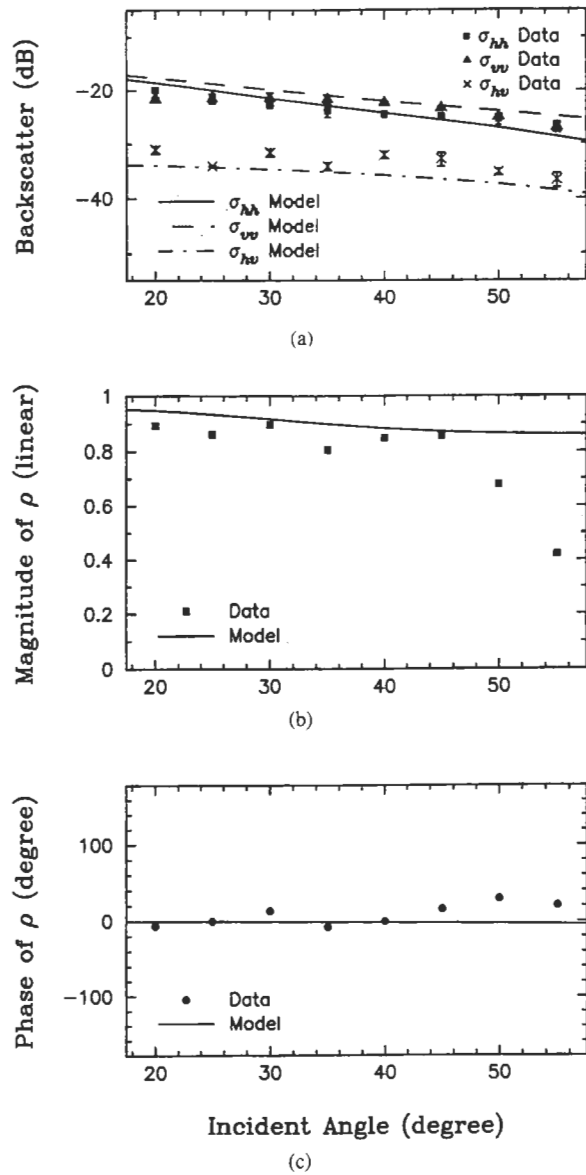 Backscatter (dB)
σhh Data
σvv Data
σhv Data
−20
−40
σhh Model
σvv Model
σhv Model
20 30 40 50
(a)
Magnitude of ρ (linear)
1
0.8
0.6
0.4
0.2
0
Data
Model
20 30 40 50
(b)
Phase of ρ (degree)
100
0
−100
Data
Model
20 30 40 50
Incident Angle (degree)
(c)